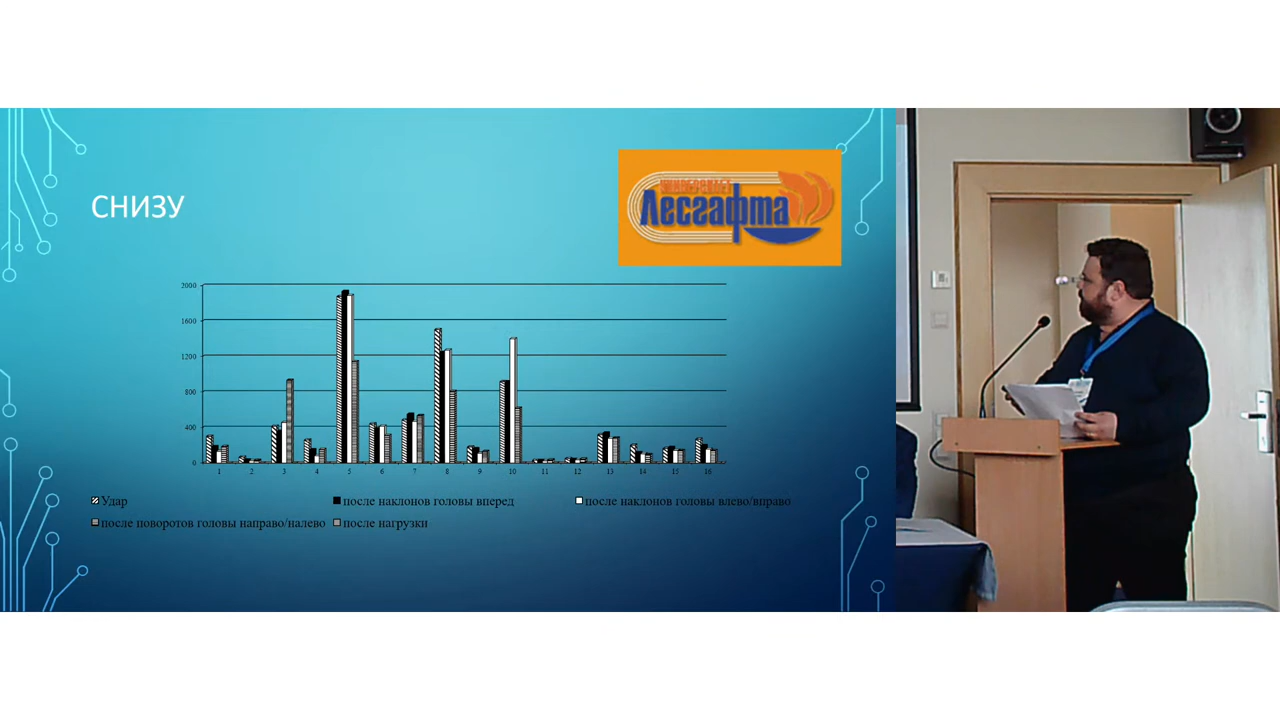 СНИЗУ
УНИВЕРСИТЕТ
Лесгафта
2000
1600
1200
800
400
0
1 2 3 4 5 6 7 8 9 10 11 12 13 14 15 16
Удар после наклонов головы вперед после наклонов головы влево/вправо
после поворотов головы направо/налево после нагрузки